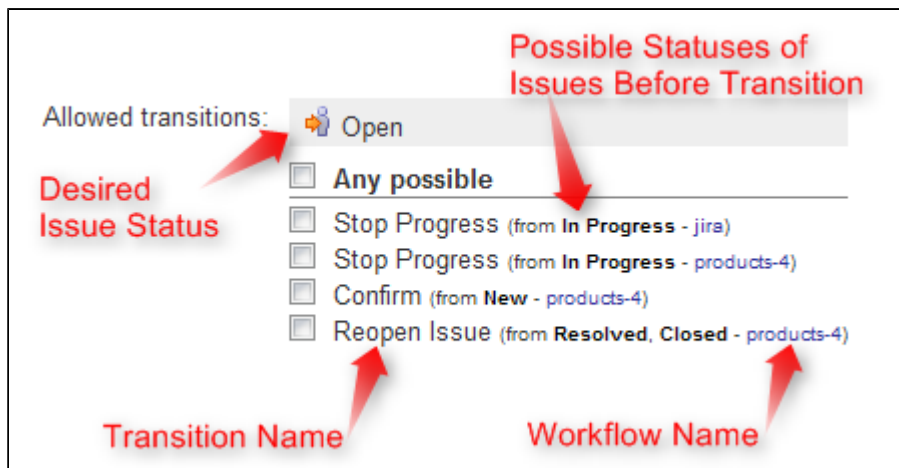 Possible Statuses of
Issues Before Transition
Allowed transitions:
Open
Desired
Issue Status
Any possible
Stop Progress (from In Progress - jira)
Stop Progress (from In Progress - products-4)
Confirm (from New - products-4)
Reopen Issue (from Resolved, Closed - products-4)
Transition Name
Workflow Name